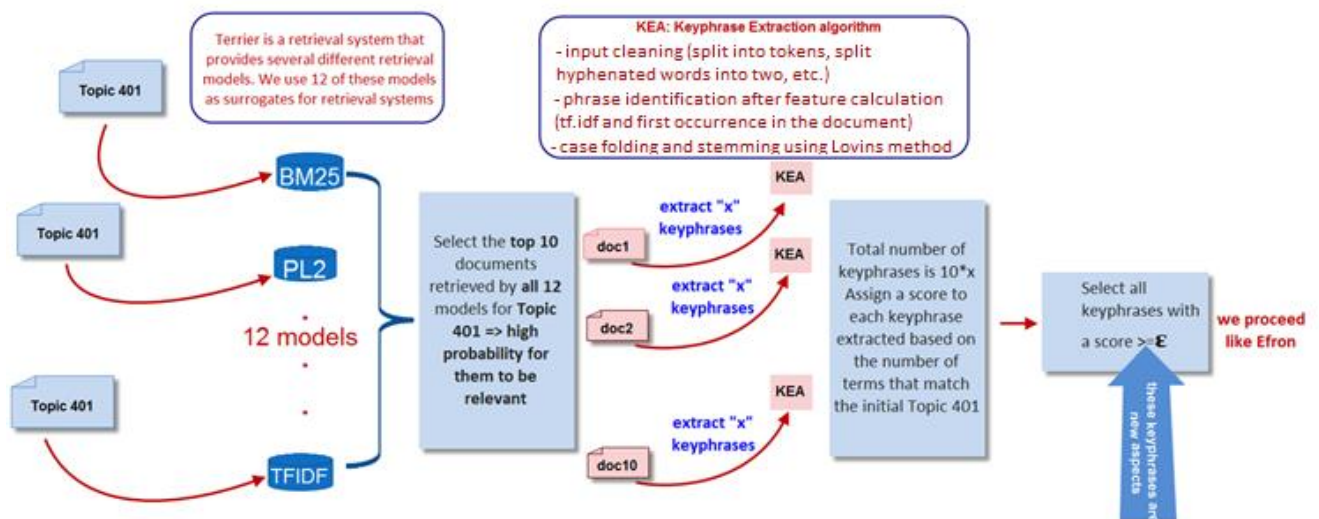 Terrier is a retrieval system that
provides several different retrieval
models. We use 12 of these models
as surrogates for retrieval systems
KEA: Keyphrase Extraction algorithm
- input cleaning (split into tokens, split
hyphenated words into two, etc.)
- phrase identification after feature calculation
(tf.idf and first occurrence in the document)
- case folding and stemming using Lovins method
Topic 401
BM25
Topic 401
PL2
12 models
Topic 401
TFIDF
Select the top 10
documents
retrieved by all 12
models for Topic
401 => high
probability for
them to be
relevant
KEA
extract "x"
keyphrases
doc1
KEA
extract "x"
keyphrases
doc2
KEA
extract "x"
keyphrases
doc10
Total number of
keyphrases is 10*x
Assign a score to
each keyphrase
extracted based on
the number of
terms that match
the initial Topic 401
Select all
keyphrases with
a score >=ε
we proceed
like Efron
these keyphrases are
new aspects